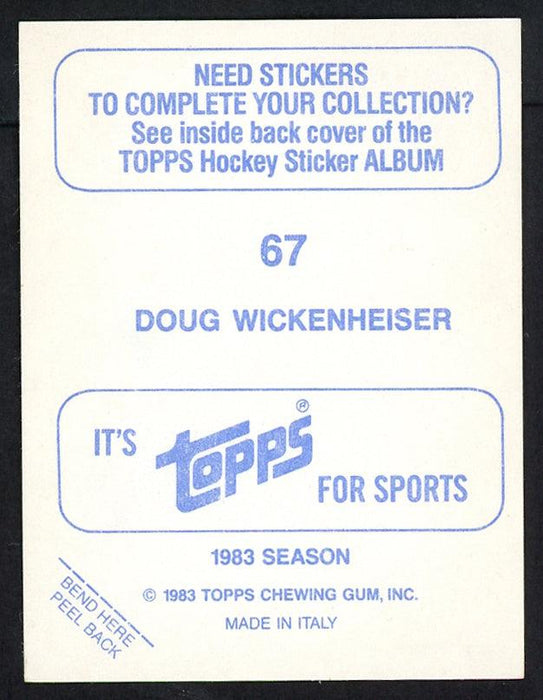 NEED STICKERS
TO COMPLETE YOUR COLLECTION?
See inside back cover of the
TOPPS Hockey Sticker ALBUM
67
DOUG WICKENHEISER
IT'S topps® FOR SPORTS
1983 SEASON
© 1983 TOPPS CHEWING GUM, INC.
MADE IN ITALY
BEND HERE
PEEL BACK